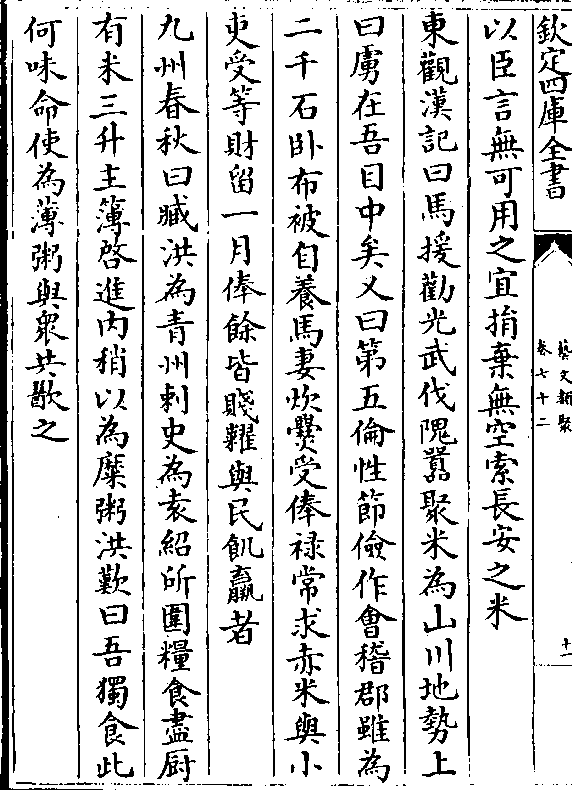 欽定四庫全書
藝文類聚
卷七十二
十一
以臣言無可用之宜捐棄無空索長安之米
東觀漢記曰馬援勸光武伐隗囂聚米為山川地勢上
曰虜在吾目中矣又曰第五倫性節儉作會稽郡雖為
二千石卧布被自養馬妻炊爨受俸禄常求赤米與小
吏受等財留一月俸餘皆賤糶與民飢羸者
九州春秋曰臧洪為青州刺史為袁紹所圍糧食盡厨
有米三升主簿啓進内稍以為糜粥洪歎曰吾獨食此
何味命使為薄粥與衆共歠之